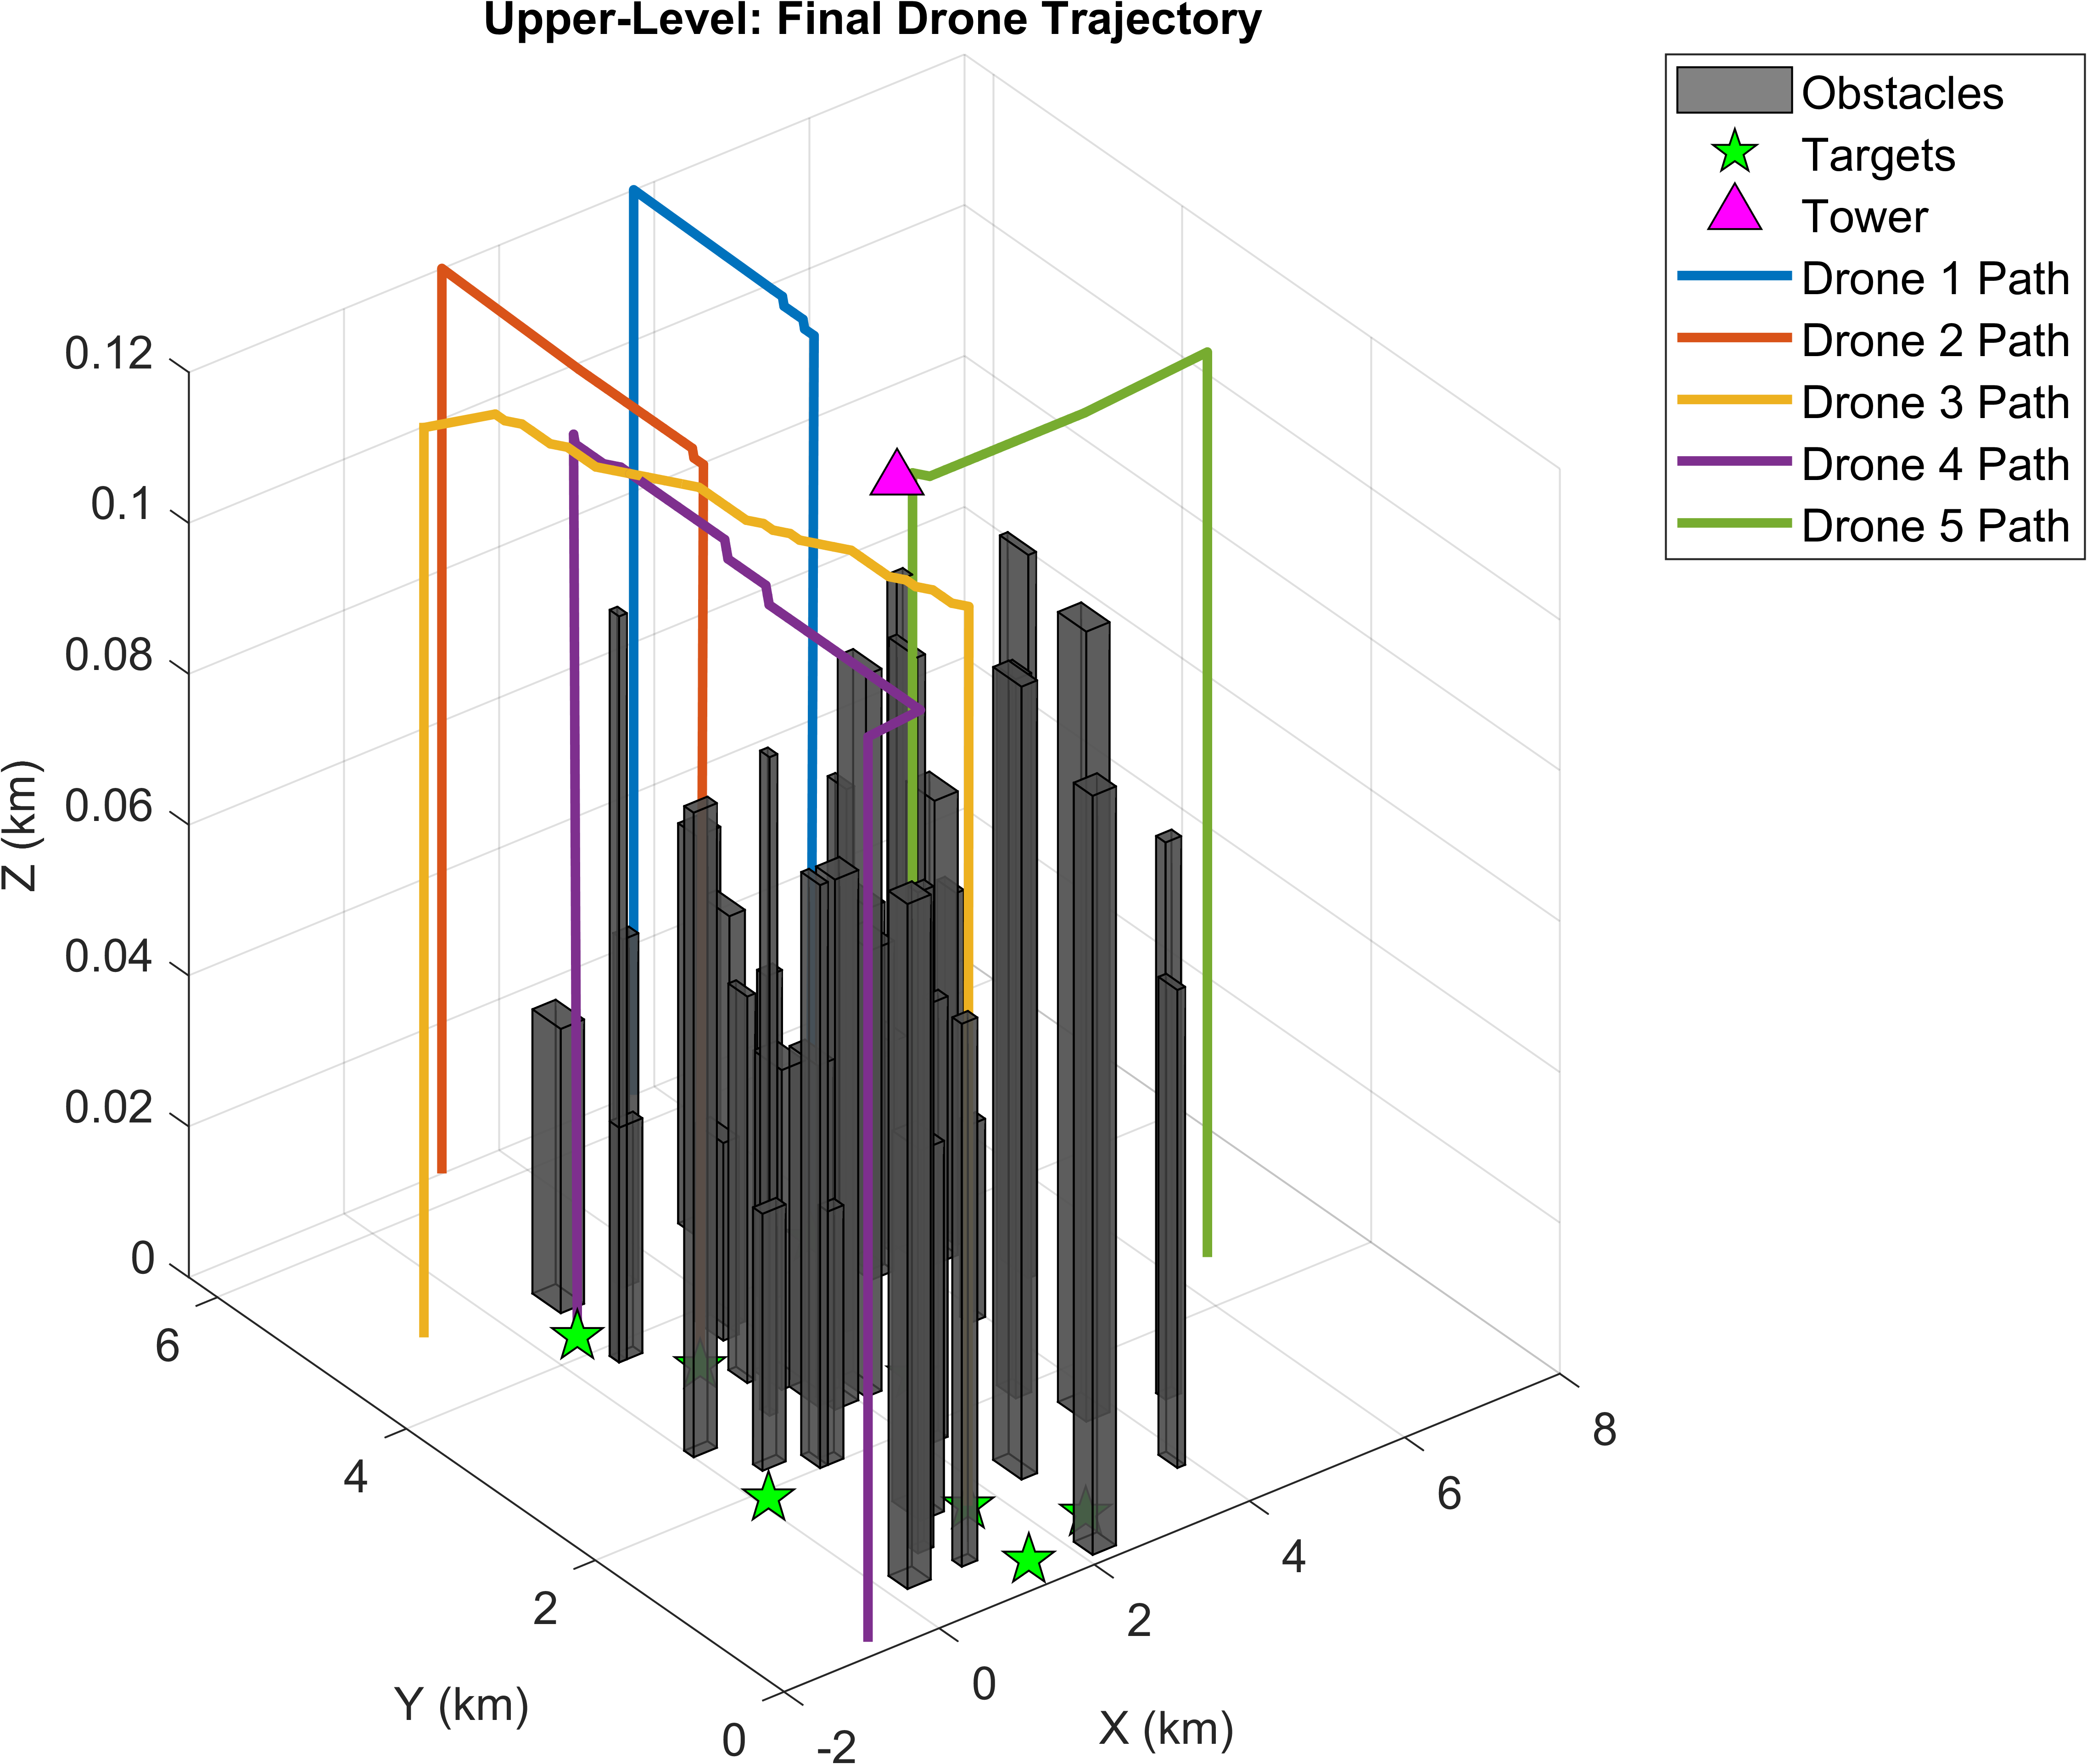 Upper-Level: Final Drone Trajectory
Obstacles
Targets
Tower
Drone 1 Path
Drone 2 Path
Drone 3 Path
Drone 4 Path
Drone 5 Path
0.12
0.1
0.08
0.06
0.04
0.02
0
Z (km)
6
4
2
0
Y (km)
-2
0
2
4
6
8
X (km)